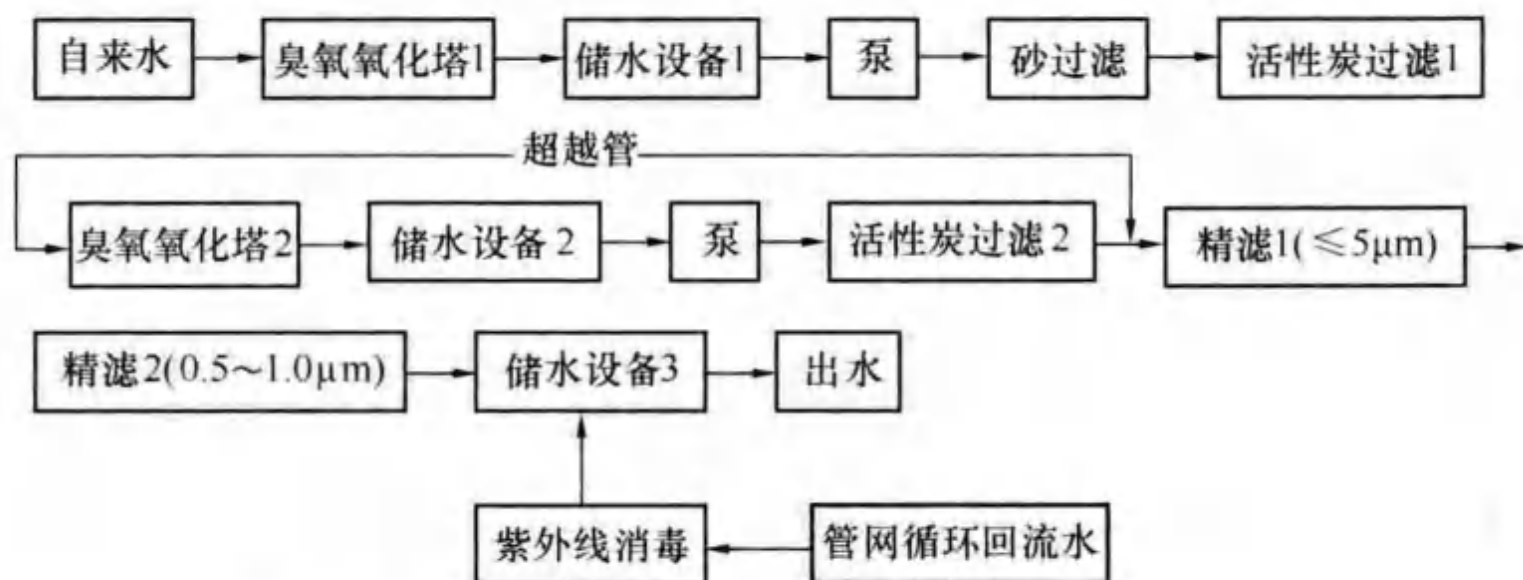 自来水 臭氧氧化塔1 储水设备1 泵 砂过滤 活性炭过滤1
超越管
臭氧氧化塔2 储水设备2 泵 活性炭过滤2 精滤1(≤5μm)
精滤2(0.5~1.0μm) 储水设备3 出水
紫外线消毒 管网循环回流水